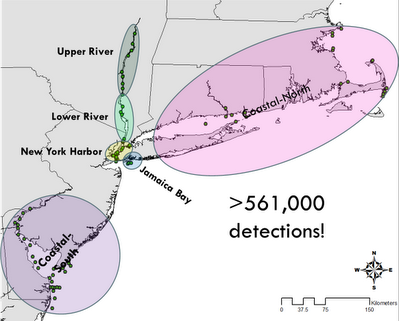 Upper River
Coastal-North
Lower River
New York Harbor
Jamaica Bay
>561,000
detections!
Coastal-
South
N
W
E
S
Kilometers
0 37.5 75 150